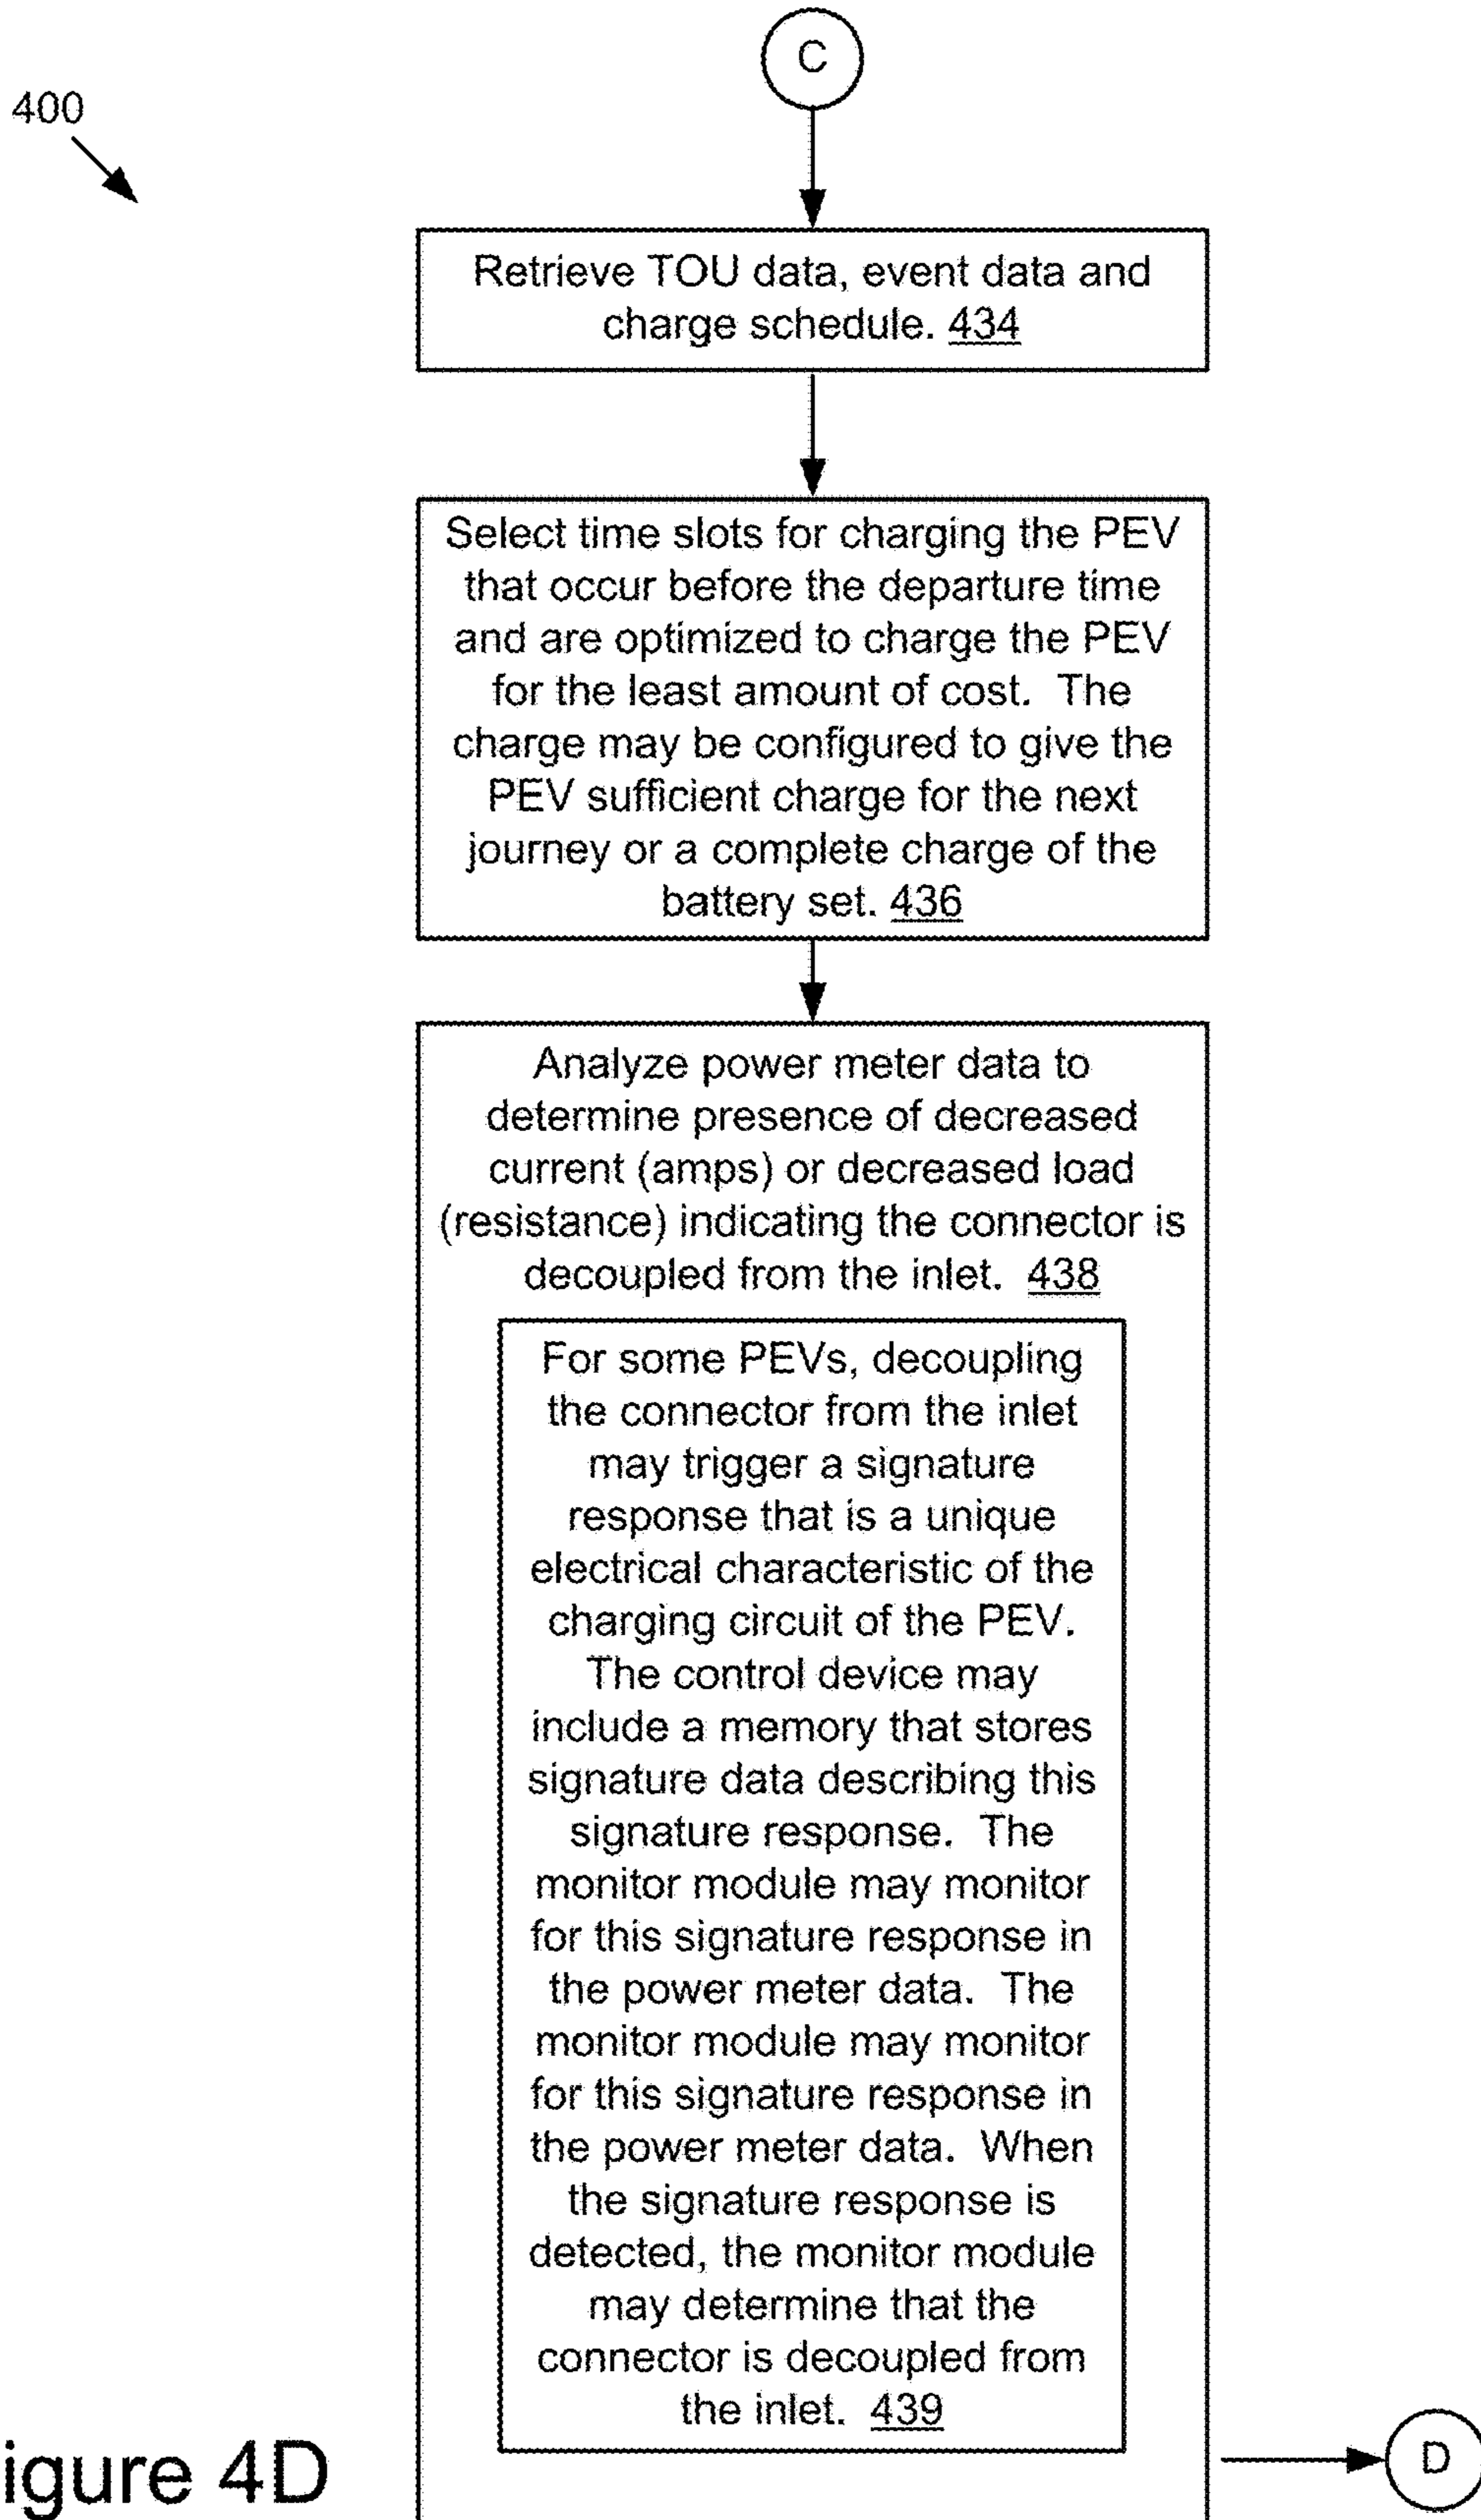 C
400
Retrieve TOU data, event data and
charge schedule. 434
Select time slots for charging the PEV
that occur before the departure time
and are optimized to charge the PEV
for the least amount of cost.  The
charge may be configured to give the
PEV sufficient charge for the next
journey or a complete charge of the
battery set. 436
Analyze power meter data to
determine presence of decreased
current (amps) or decreased load
(resistance) indicating the connector is
decoupled from the inlet.  438
For some PEVs, decoupling
the connector from the inlet
may trigger a signature
response that is a unique
electrical characteristic of the
charging circuit of the PEV.
The control device may
include a memory that stores
signature data describing this
signature response.  The
monitor module may monitor
for this signature response in
the power meter data.  The
monitor module may monitor
for this signature response in
the power meter data.  When
the signature response is
detected, the monitor module
may determine that the
connector is decoupled from
the inlet.  439
D
igure 4D